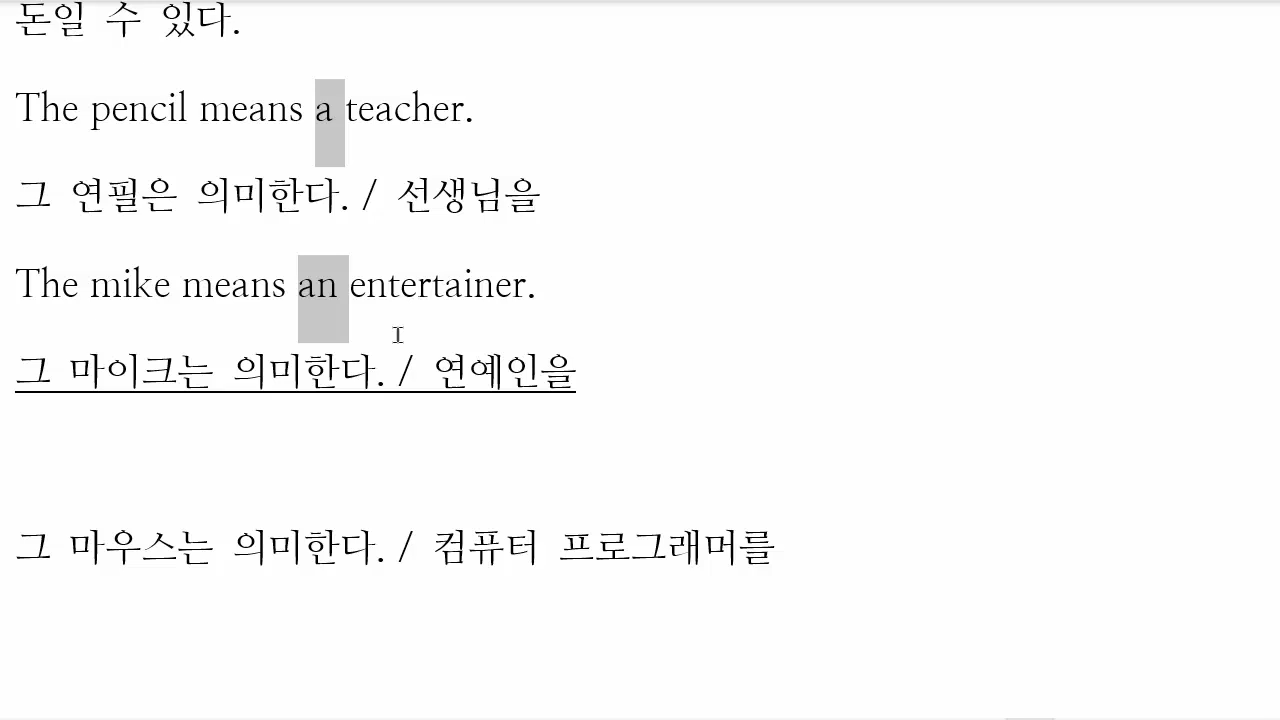 돈일 수 있다.
The pencil means a teacher.
그 연필은 의미한다. / 선생님을
The mike means an entertainer.
그 마이크는 의미한다. / 연예인을
그 마우스는 의미한다. / 컴퓨터 프로그래머를